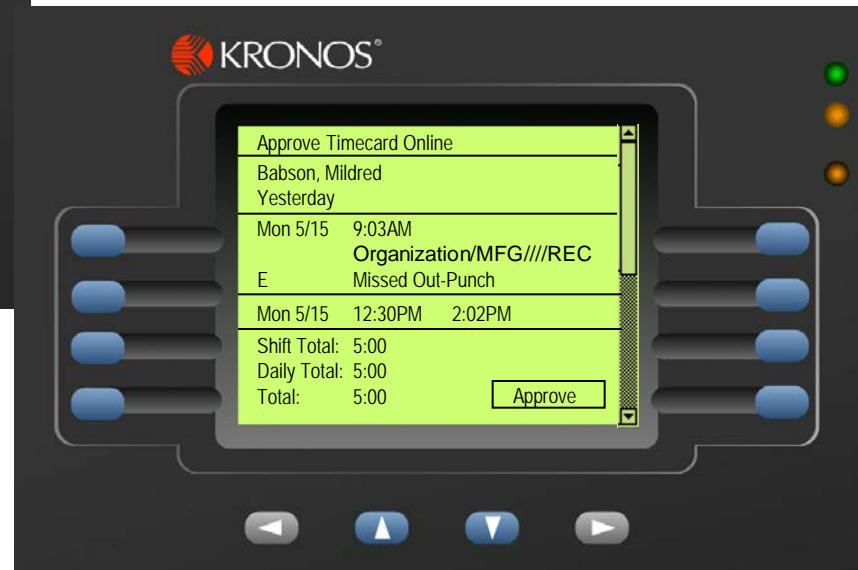 KRONOS®
Approve Timecard Online
Babson, Mildred
Yesterday
Mon 5/15 9:03AM
Organization/MFG////REC
E Missed Out-Punch
Mon 5/15 12:30PM 2:02PM
Shift Total: 5:00
Daily Total: 5:00
Total: 5:00 Approve